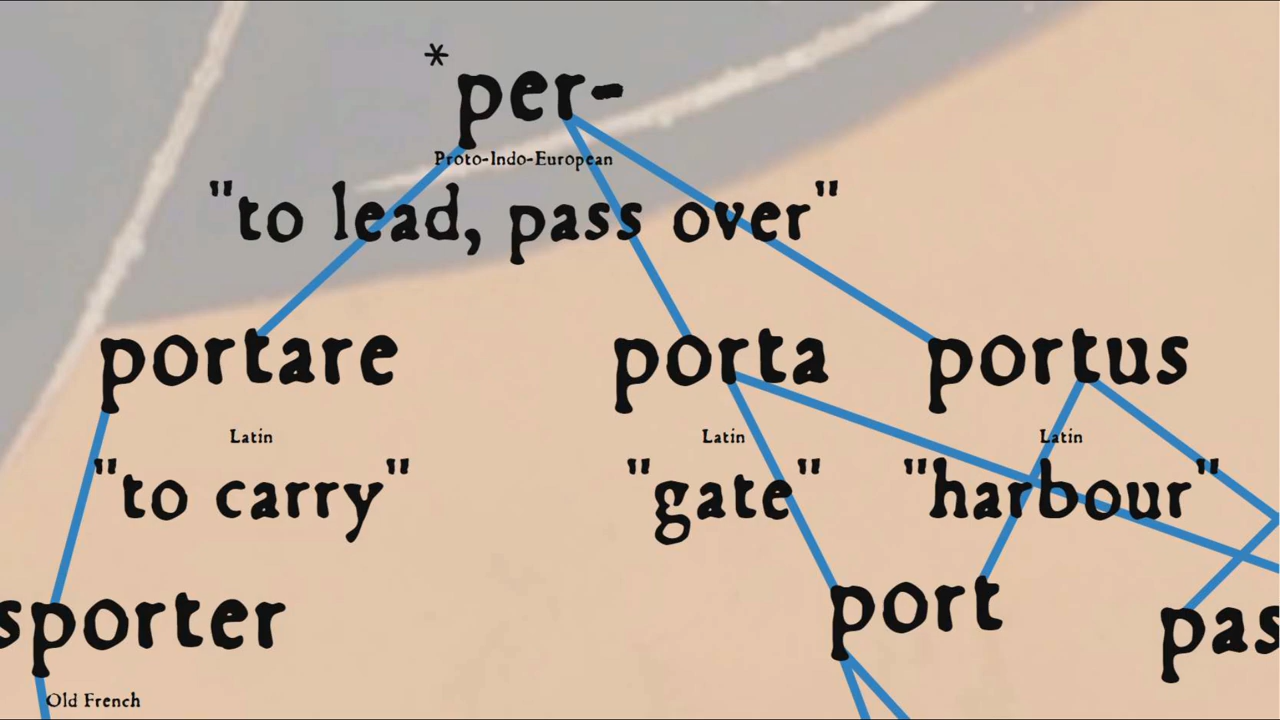 *per-
Proto-Indo-European
"to lead, pass over"
portare porta portus
Latin Latin Latin
"to carry" "gate" "harbour"
sporter port pas
Old French